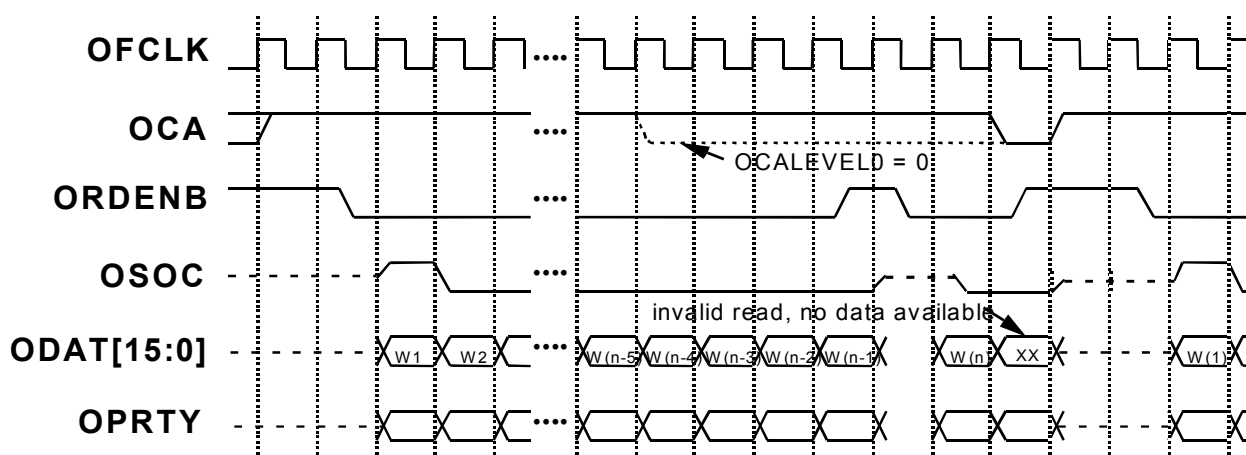 OFCLK ••••
OCA ••••
OCALEVEL0 = 0
ORDENB ••••
OSOC ••••
invalid read, no data available
ODAT[15:0] W1 W2 •••• W(n-5) W(n-4) W(n-3) W(n-2) W(n-1) W(n) XX W(1)
OPRTY ••••